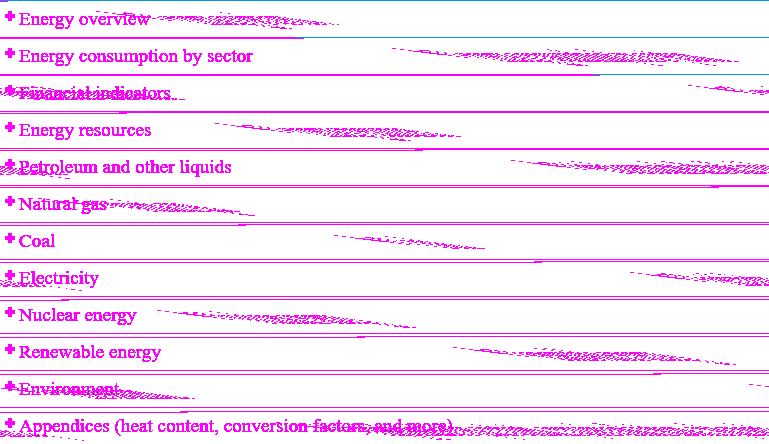 Energy overview
Energy consumption by sector
Financial indicators
Energy resources
Petroleum and other liquids
Natural gas
Coal
Electricity
Nuclear energy
Renewable energy
Environment
Appendices (heat content, conversion factors, and more)